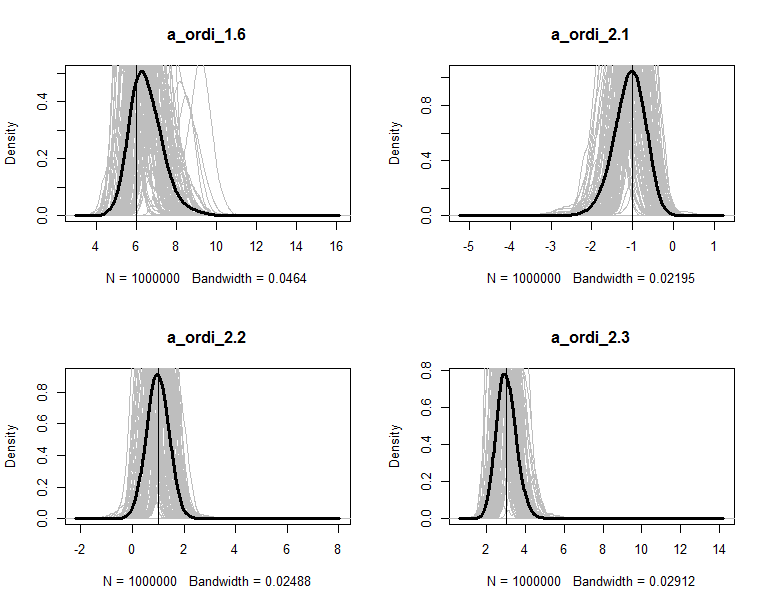 a_ordi_1.6
Density
0.0 0.2 0.4
4 6 8 10 12 14 16
N = 1000000 Bandwidth = 0.0464
a_ordi_2.1
Density
0.0 0.4 0.8
-5 -4 -3 -2 -1 0 1
N = 1000000 Bandwidth = 0.02195
a_ordi_2.2
Density
0.0 0.2 0.4 0.6 0.8
-2 0 2 4 6 8
N = 1000000 Bandwidth = 0.02488
a_ordi_2.3
Density
0.0 0.2 0.4 0.6 0.8
2 4 6 8 10 12 14
N = 1000000 Bandwidth = 0.02912